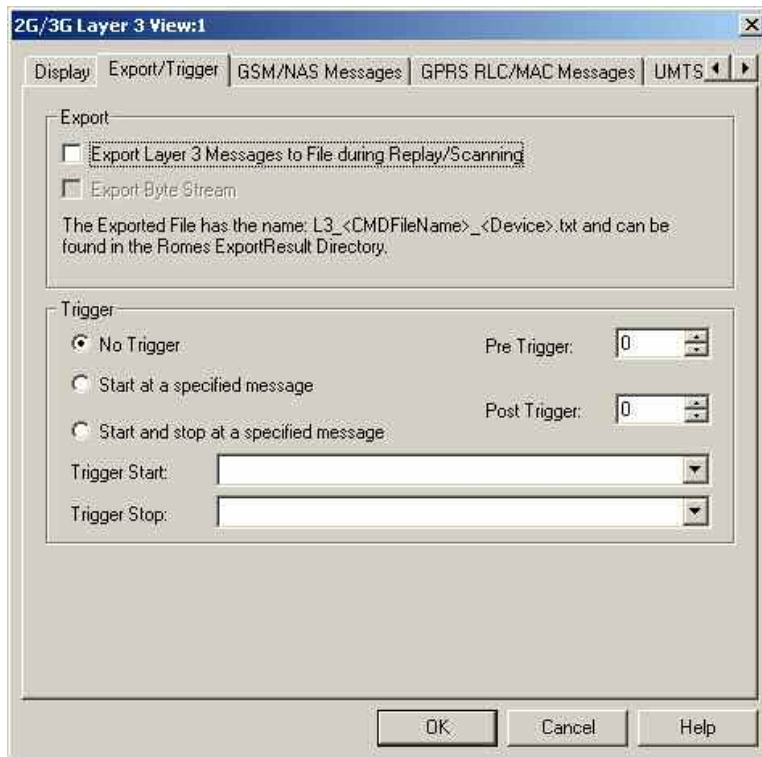 2G/3G Layer 3 View:1
Display Export/Trigger GSM/NAS Messages GPRS RLC/MAC Messages UMTS
Export
Export Layer 3 Messages to File during Replay/Scanning
Export Byte Stream
The Exported File has the name: L3_<CMDFileName>_<Device>.txt and can be
found in the Romes ExportResult Directory.
Trigger
No Trigger Pre Trigger: 0
Start at a specified message
Post Trigger: 0
Start and stop at a specified message
Trigger Start:
Trigger Stop:
OK Cancel Help